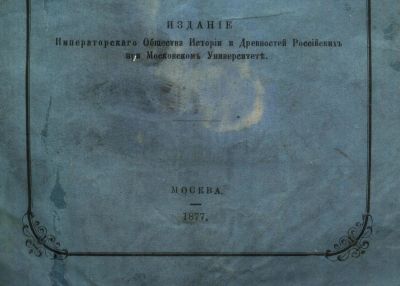 ИЗДАНІЕ
Императорскаго Общества Исторіи и Древностей Россійскихъ
при Московскомъ Университетѣ.
МОСКВА.
1877.